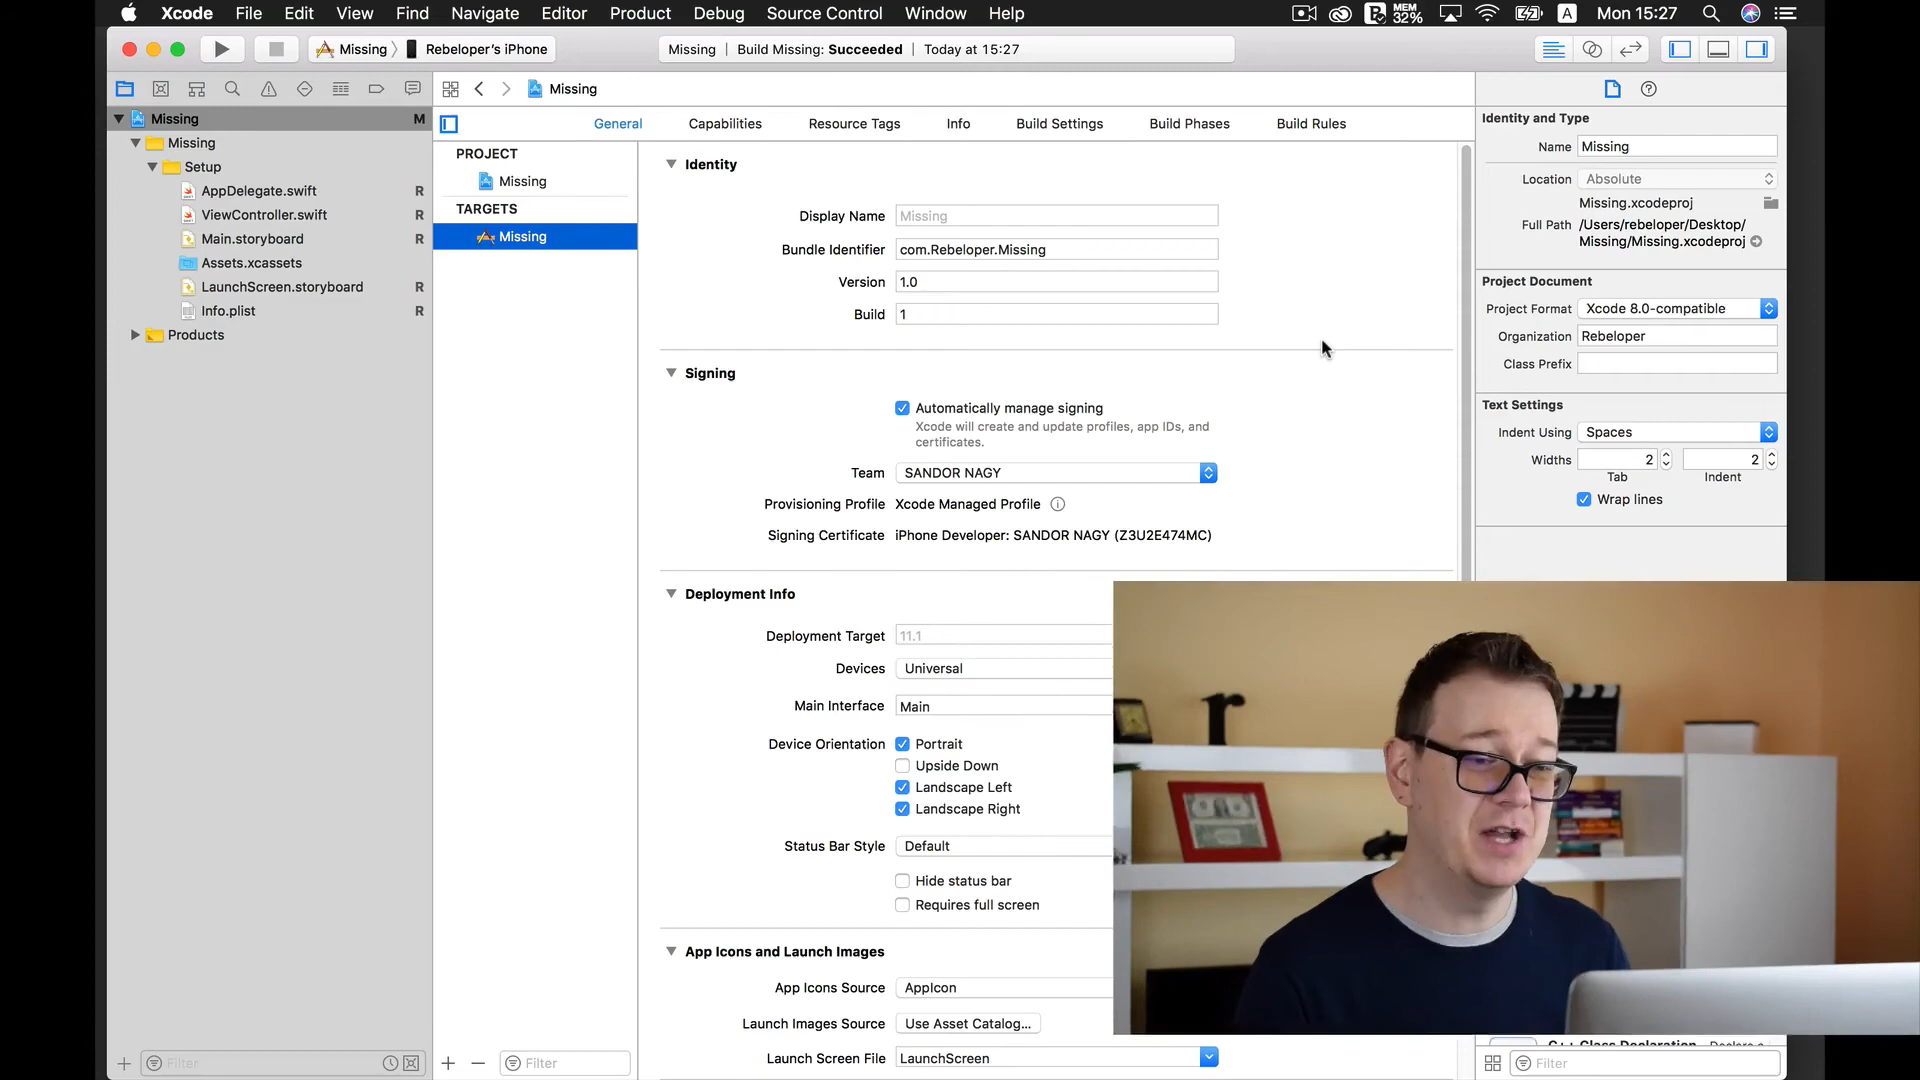 Xcode File Edit View Find Navigate Editor Product Debug Source Control Window Help MEM 32% A Mon 15:27
Missing Rebeloper's iPhone Missing | Build Missing: Succeeded | Today at 15:27
Missing
Missing M
Missing
Setup
AppDelegate.swift R
ViewController.swift R
Main.storyboard R
Assets.xcassets
LaunchScreen.storyboard R
Info.plist R
Products
Filter
General Capabilities Resource Tags Info Build Settings Build Phases Build Rules
PROJECT
Missing
TARGETS
Missing
Filter
Identity
Display Name Missing
Bundle Identifier com.Rebeloper.Missing
Version 1.0
Build 1
Signing
Automatically manage signing
Xcode will create and update profiles, app IDs, and
certificates.
Team SANDOR NAGY
Provisioning Profile Xcode Managed Profile
Signing Certificate iPhone Developer: SANDOR NAGY (Z3U2E474MC)
Deployment Info
Deployment Target 11.1
Devices Universal
Main Interface Main
Device Orientation Portrait
Upside Down
Landscape Left
Landscape Right
Status Bar Style Default
Hide status bar
Requires full screen
App Icons and Launch Images
App Icons Source AppIcon
Launch Images Source Use Asset Catalog...
Launch Screen File LaunchScreen
Identity and Type
Name Missing
Location Absolute
Missing.xcodeproj
Full Path /Users/rebeloper/Desktop/
Missing/Missing.xcodeproj
Project Document
Project Format Xcode 8.0-compatible
Organization Rebeloper
Class Prefix
Text Settings
Indent Using Spaces
Widths 2 2
Tab Indent
Wrap lines
Filter